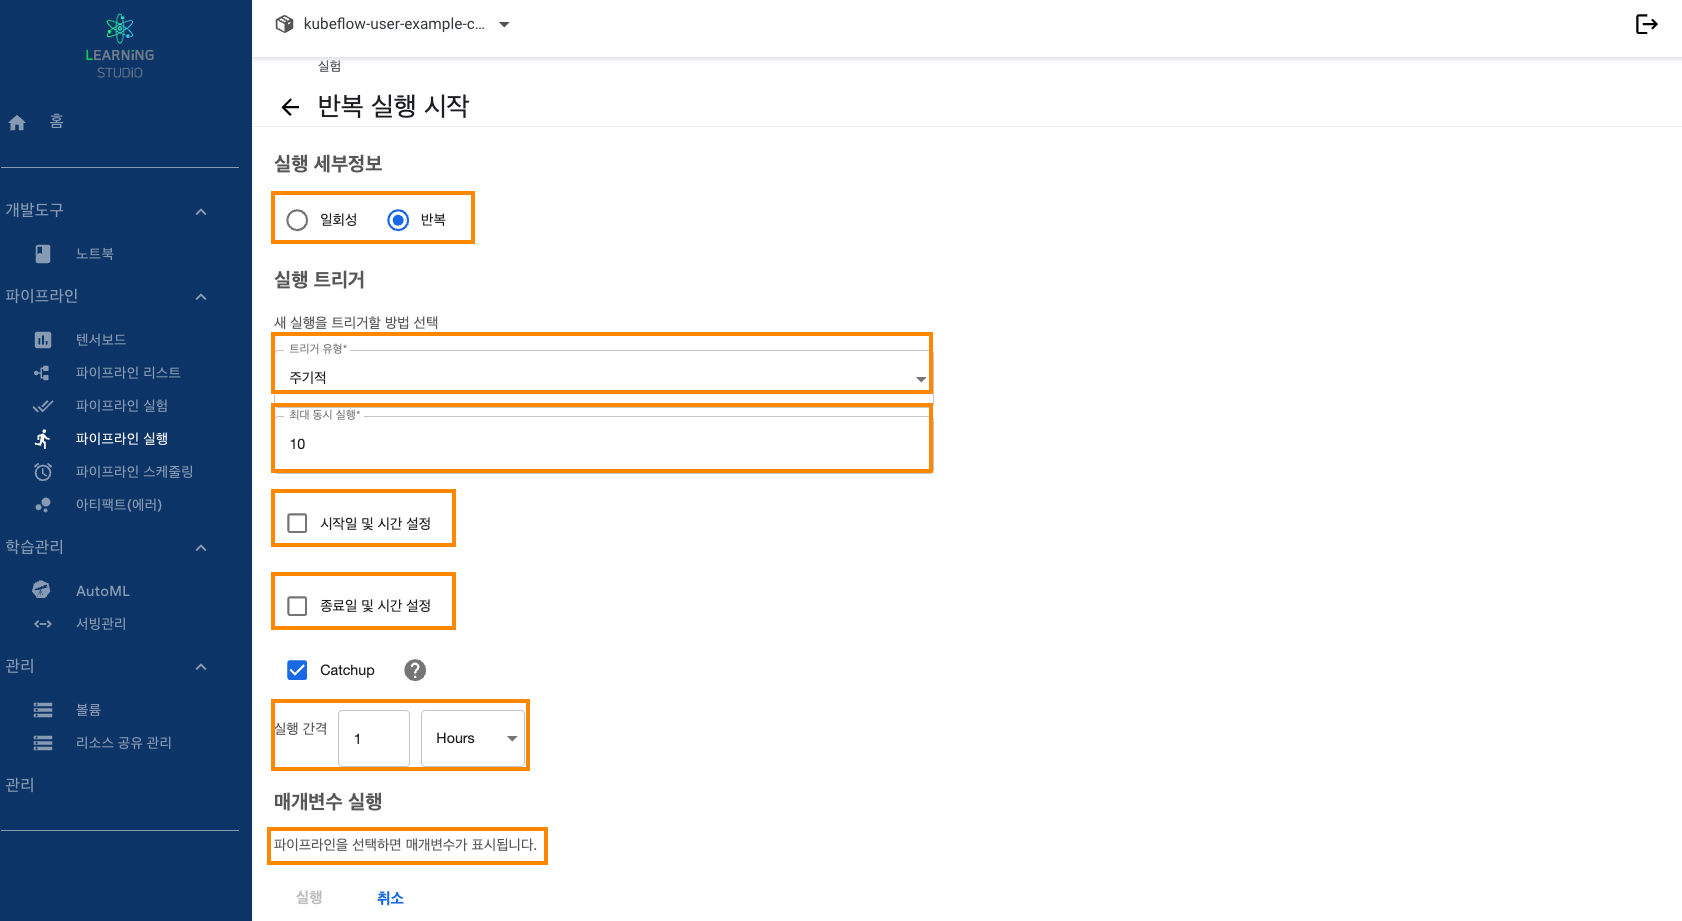 LEARNiNG
STUDiO
홈
개발도구
노트북
파이프라인
텐서보드
파이프라인 리스트
파이프라인 실험
파이프라인 실행
파이프라인 스케줄링
아티팩트(에러)
학습관리
AutoML
서빙관리
관리
볼륨
리소스 공유 관리
관리
kubeflow-user-example-c...
실험
반복 실행 시작
실행 세부정보
일회성 반복
실행 트리거
새 실행을 트리거할 방법 선택
트리거 유형*
주기적
최대 동시 실행*
10
시작일 및 시간 설정
종료일 및 시간 설정
Catchup ?
실행 간격 1 Hours
매개변수 실행
파이프라인을 선택하면 매개변수가 표시됩니다.
실행 취소